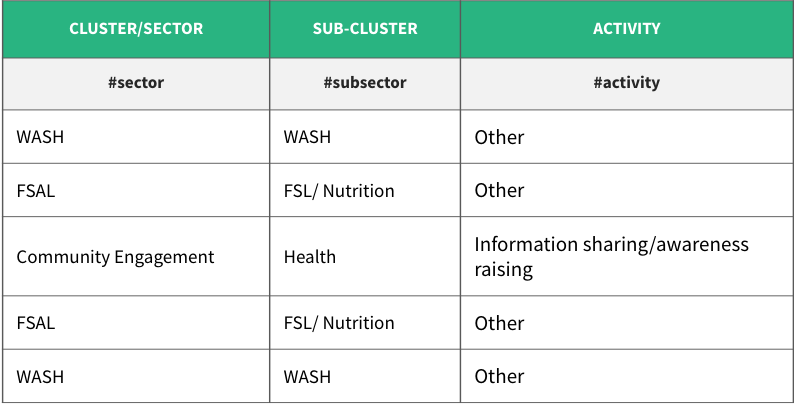 CLUSTER/SECTOR SUB-CLUSTER ACTIVITY
#sector #subsector #activity
WASH WASH Other
FSAL FSL/ Nutrition Other
Community Engagement Health Information sharing/awareness
raising
FSAL FSL/ Nutrition Other
WASH WASH Other